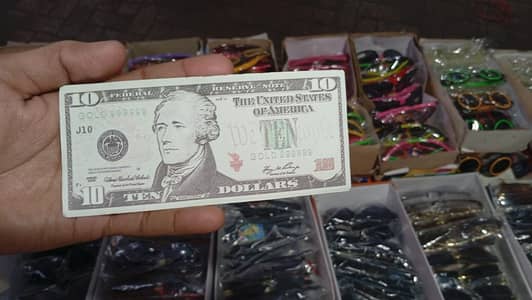 10 FEDERAL RESERVE NOTE 10
THE UNITED STATES
OF AMERICA
GOLD 999999
J10
TEN
GOLD 999999
10 TEN DOLLARS